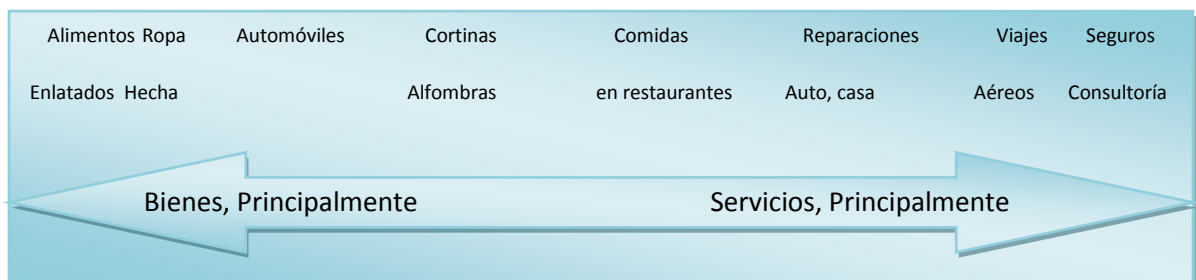 Alimentos Ropa Automóviles Cortinas Comidas Reparaciones Viajes Seguros
Enlatados Hecha Alfombras en restaurantes Auto, casa Aéreos Consultoría
Bienes, Principalmente Servicios, Principalmente